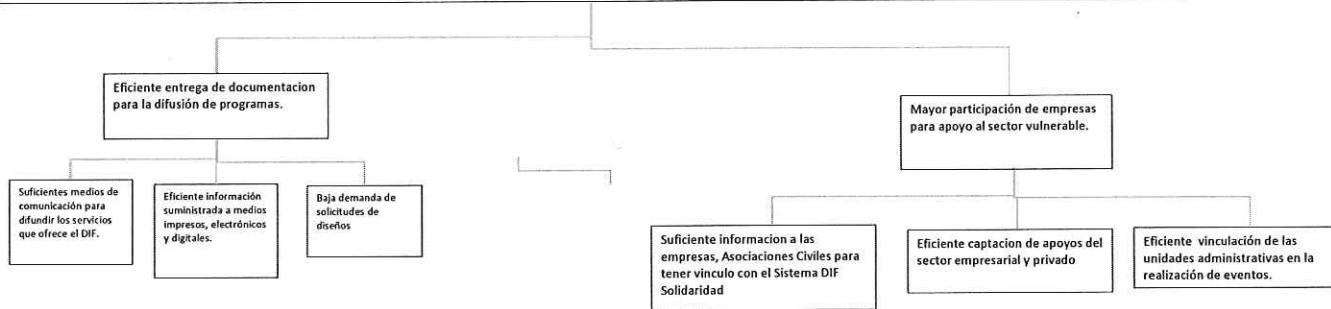 Eficiente entrega de documentacion
para la difusión de programas.
Mayor participación de empresas
para apoyo al sector vulnerable.
Suficientes medios de
comunicación para
difundir los servicios
que ofrece el DIF.
Eficiente información
suministrada a medios
impresos, electrónicos
y digitales.
Baja demanda de
solicitudes de
diseños
Suficiente informacion a las
empresas, Asociaciones Civiles para
tener vinculo con el Sistema DIF
Solidaridad
Eficiente captacion de apoyos del
sector empresarial y privado
Eficiente vinculación de las
unidades administrativas en la
realización de eventos.